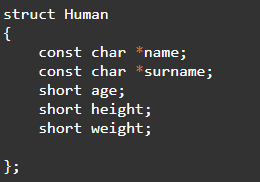 struct Human
{
    const char *name;
    const char *surname;
    short age;
    short height;
    short weight;

};